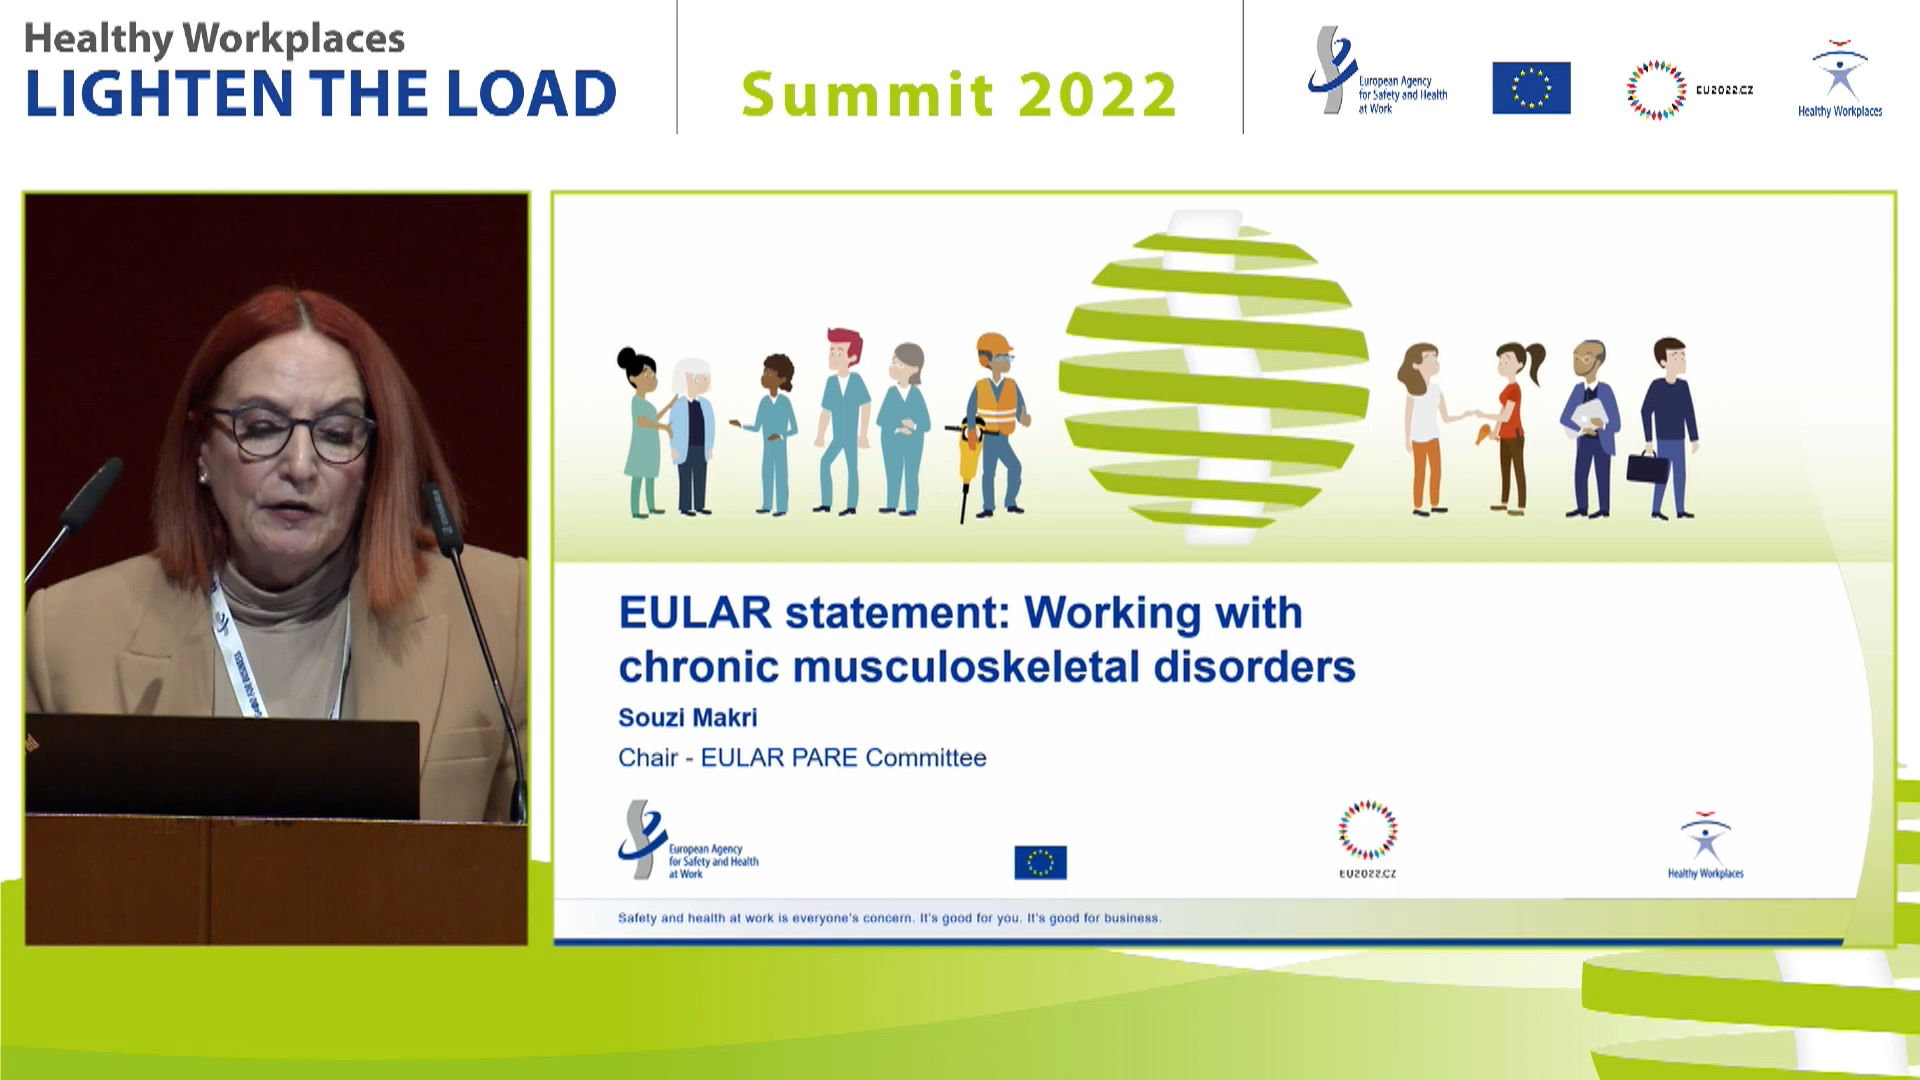 Healthy Workplaces
LIGHTEN THE LOAD
Summit 2022
European Agency
for Safety and Health
at Work
EU2022.CZ
Healthy Workplaces
EULAR statement: Working with
chronic musculoskeletal disorders
Souzi Makri
Chair - EULAR PARE Committee
European Agency
for Safety and Health
at Work
EU2022.CZ
Healthy Workplaces
Safety and health at work is everyone's concern. It's good for you. It's good for business.